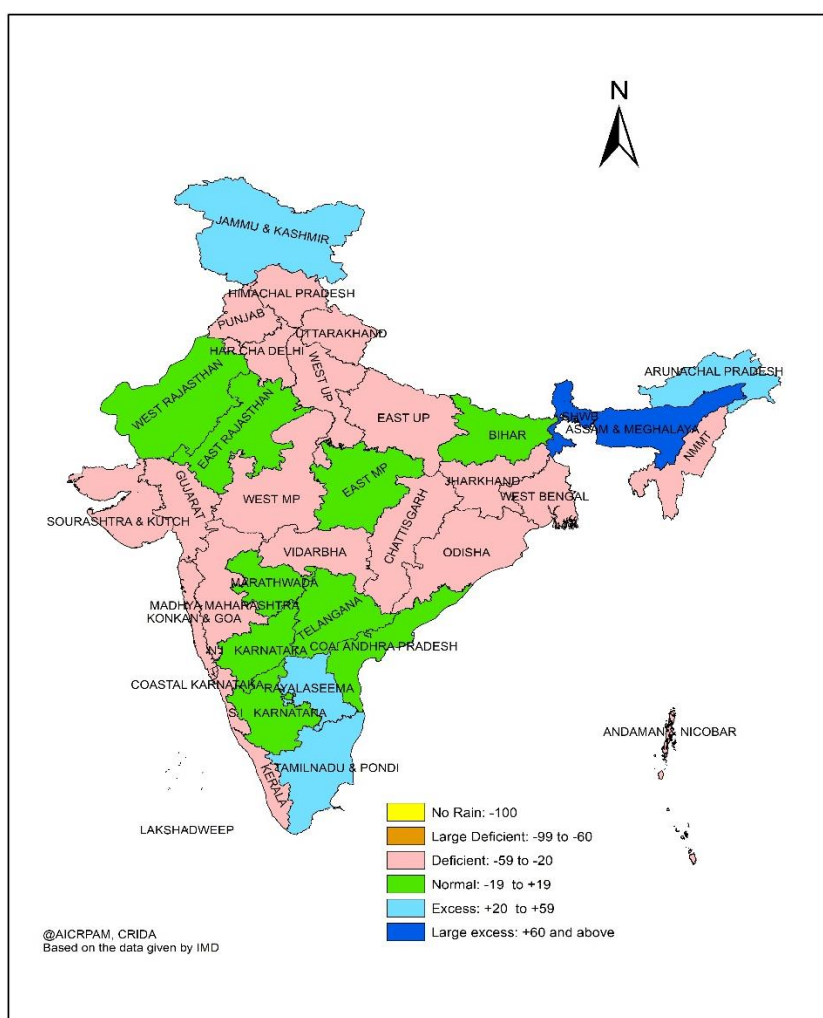 N
JAMMU & KASHMIR
HIMACHAL PRADESH
PUNJAB
UTTARAKHAND
HAR CHA DELHI
WEST UP
WEST RAJASTHAN
EAST RAJASTHAN
EAST UP
BIHAR
ARUNACHAL PRADESH
SHWB
ASSAM & MEGHALAYA
NMMT
GUJARAT
WEST MP
EAST MP
JHARKHAND
WEST BENGAL
SOURASHTRA & KUTCH
CHATTISGARH
VIDARBHA
ODISHA
MARATHWADA
MADHYA MAHARASHTRA
KONKAN & GOA
TELANGANA
N.I KARNATAKA
COA ANDHRA PRADESH
COASTAL KARNATAKA
RAYALASEEMA
S.I KARNATAKA
TAMILNADU & PONDI
KERALA
ANDAMAN NICOBAR
LAKSHADWEEP
No Rain: -100
Large Deficient: -99 to -60
Deficient: -59 to -20
Normal: -19 to +19
Excess: +20 to +59
Large excess: +60 and above
@AICRPAM, CRIDA
Based on the data given by IMD